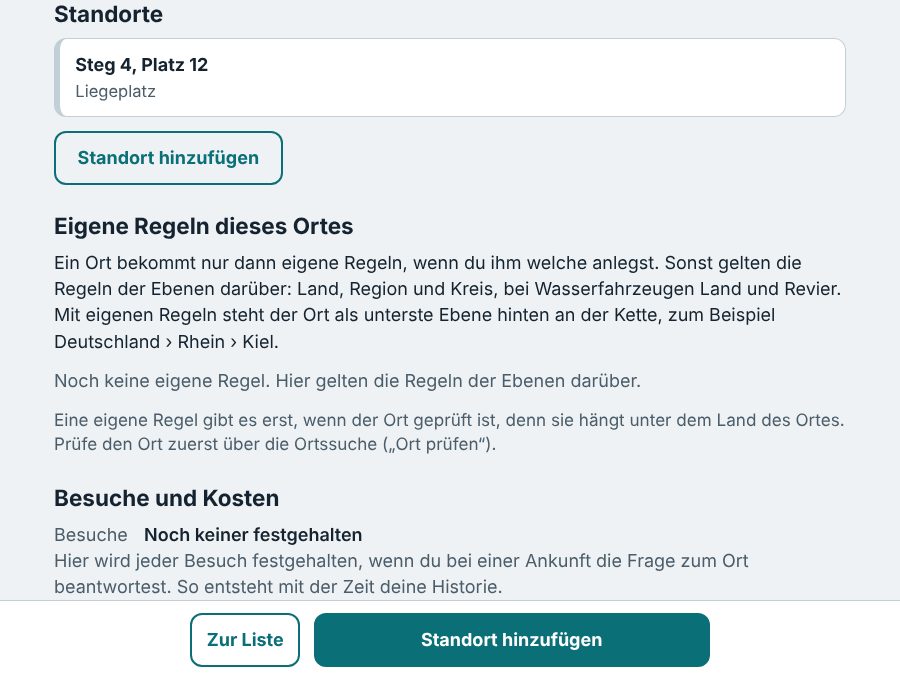 Standorte
Steg 4, Platz 12
Liegeplatz
Standort hinzufügen
Eigene Regeln dieses Ortes
Ein Ort bekommt nur dann eigene Regeln, wenn du ihm welche anlegst. Sonst gelten die
Regeln der Ebenen darüber: Land, Region und Kreis, bei Wasserfahrzeugen Land und Revier.
Mit eigenen Regeln steht der Ort als unterste Ebene hinten an der Kette, zum Beispiel
Deutschland › Rhein › Kiel.
Noch keine eigene Regel. Hier gelten die Regeln der Ebenen darüber.
Eine eigene Regel gibt es erst, wenn der Ort geprüft ist, denn sie hängt unter dem Land des Ortes.
Prüfe den Ort zuerst über die Ortssuche („Ort prüfen“).
Besuche und Kosten
Besuche Noch keiner festgehalten
Hier wird jeder Besuch festgehalten, wenn du bei einer Ankunft die Frage zum Ort
beantwortest. So entsteht mit der Zeit deine Historie.
Zur Liste
Standort hinzufügen